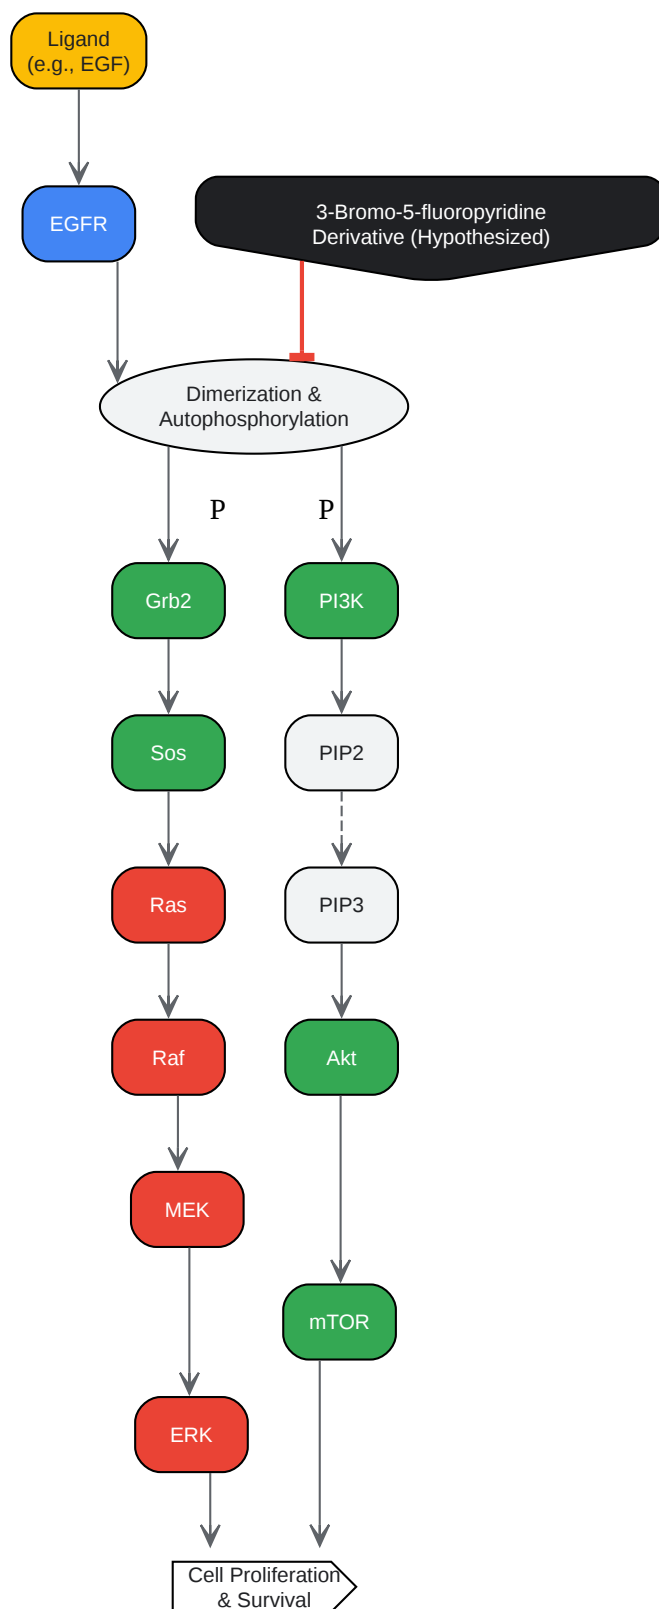 Ligand
(e.g., EGF)
EGFR
3-Bromo-5-fluoropyridine
Derivative (Hypothesized)
Dimerization &
Autophosphorylation
P
P
Grb2
PI3K
Sos
PIP2
Ras
PIP3
Raf
Akt
MEK
mTOR
ERK
Cell Proliferation
& Survival